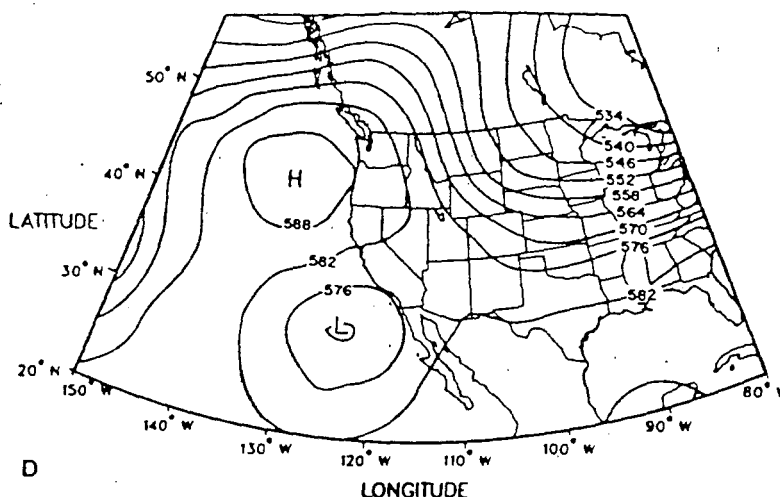 50° N
534
540
546
40° N
H
552
558
LATITUDE
588
564
570
582
576
30° N
576
582
L
20° N
150° W
80° W
140° W
90° W
130° W
100° W
120° W
110° W
D
LONGITUDE